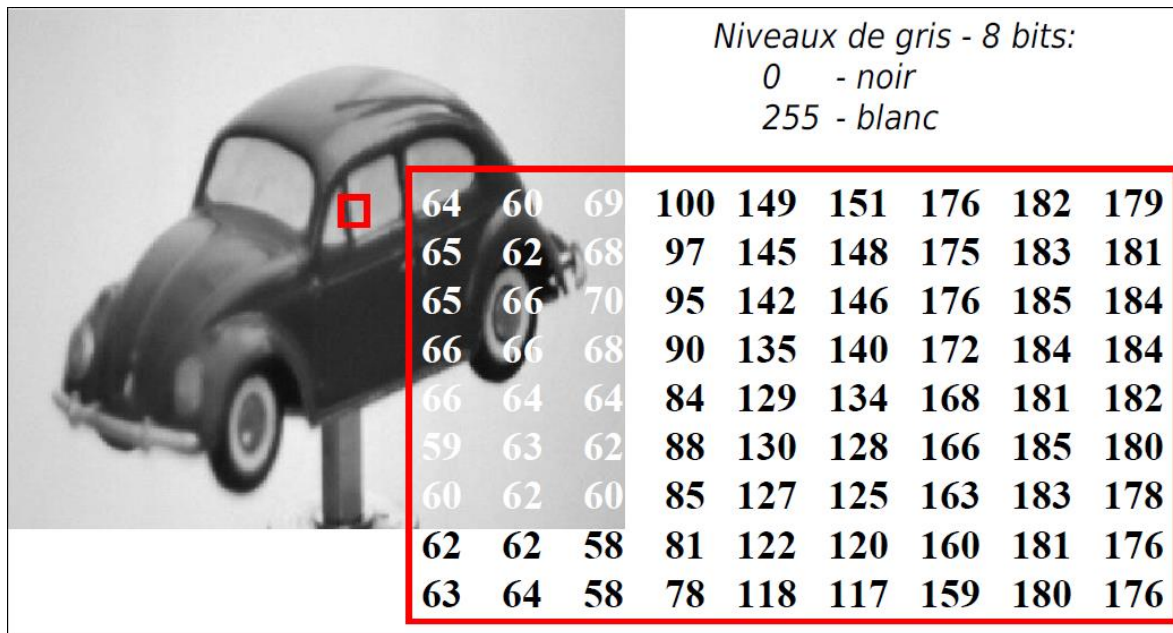 Niveaux de gris - 8 bits:
0 - noir
255 - blanc
64 60 69 100 149 151 176 182 179
65 62 68 97 145 148 175 183 181
65 66 70 95 142 146 176 185 184
66 66 68 90 135 140 172 184 184
66 64 64 84 129 134 168 181 182
59 63 62 88 130 128 166 185 180
60 62 60 85 127 125 163 183 178
62 62 58 81 122 120 160 181 176
63 64 58 78 118 117 159 180 176